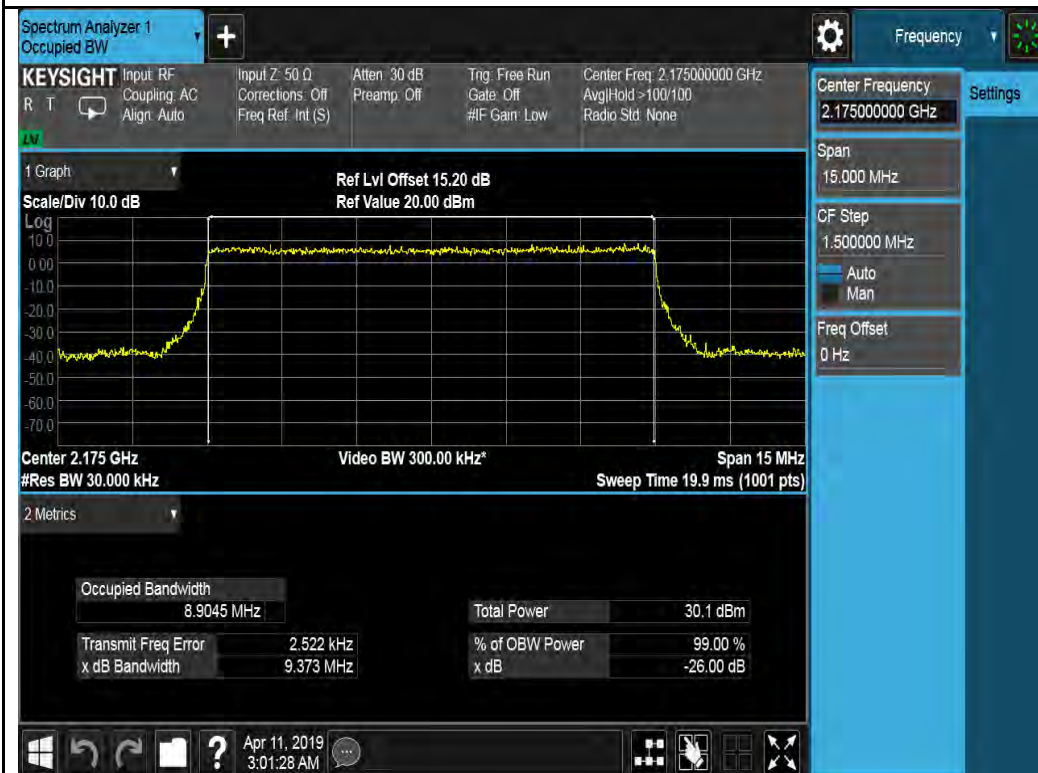 Spectrum Analyzer 1
Occupied BW
Frequency
KEYSIGHT
R T
Input: RF
Coupling: AC
Align: Auto
Input Z: 50 Ω
Corrections: Off
Freq Ref: Int (S)
Atten: 30 dB
Preamp: Off
Trig: Free Run
Gate: Off
#IF Gain: Low
Center Freq: 2.175000000 GHz
Avg|Hold >100/100
Radio Std: None
Center Frequency
2.175000000 GHz
Settings
Span
15.000 MHz
CF Step
1.500000 MHz
Auto
Man
Freq Offset
0 Hz
1 Graph
Scale/Div 10.0 dB
Ref Lvl Offset 15.20 dB
Ref Value 20.00 dBm
Log
10.0
0.00
-10.0
-20.0
-30.0
-40.0
-50.0
-60.0
-70.0
Center 2.175 GHz
#Res BW 30.000 kHz
Video BW 300.00 kHz*
Span 15 MHz
Sweep Time 19.9 ms (1001 pts)
2 Metrics
Occupied Bandwidth
8.9045 MHz
Total Power 30.1 dBm
Transmit Freq Error 2.522 kHz
% of OBW Power 99.00 %
x dB Bandwidth 9.373 MHz
x dB -26.00 dB
?
Apr 11, 2019
3:01:28 AM